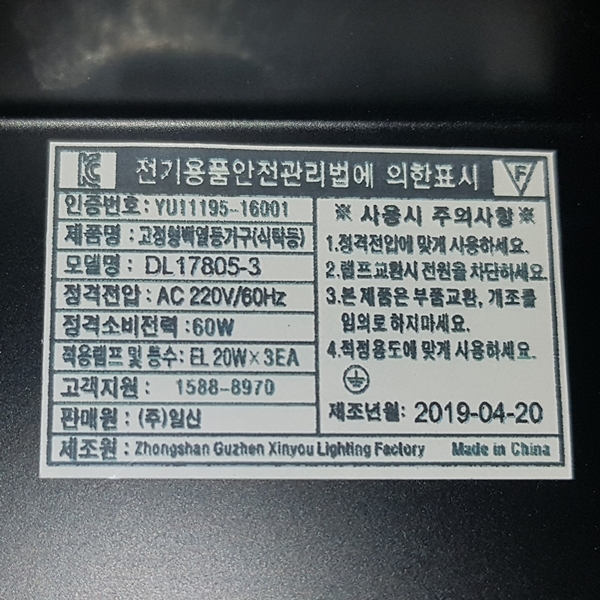 KC 전기용품안전관리법에 의한표시 F
인증번호 : YU11195-16001
제품명 : 고정형백열등기구(식탁등)
모델명 : DL17805-3
정격전압 : AC 220V/60Hz
정격소비전력 : 60W
적용램프 및 등수 : EL 20W×3EA
고객지원 : 1588-8970
판매원 : (주)일산
※ 사용시 주의사항 ※
1.정격전압에 맞게 사용하세요.
2.램프교환시 전원을 차단하세요.
3.본 제품은 부품교환, 개조를
임의로 하지마세요.
4.적정용도에 맞게 사용하세요.
제조년월: 2019-04-20
제조원 : Zhongshan Guzhen Xinyou Lighting Factory Made in China